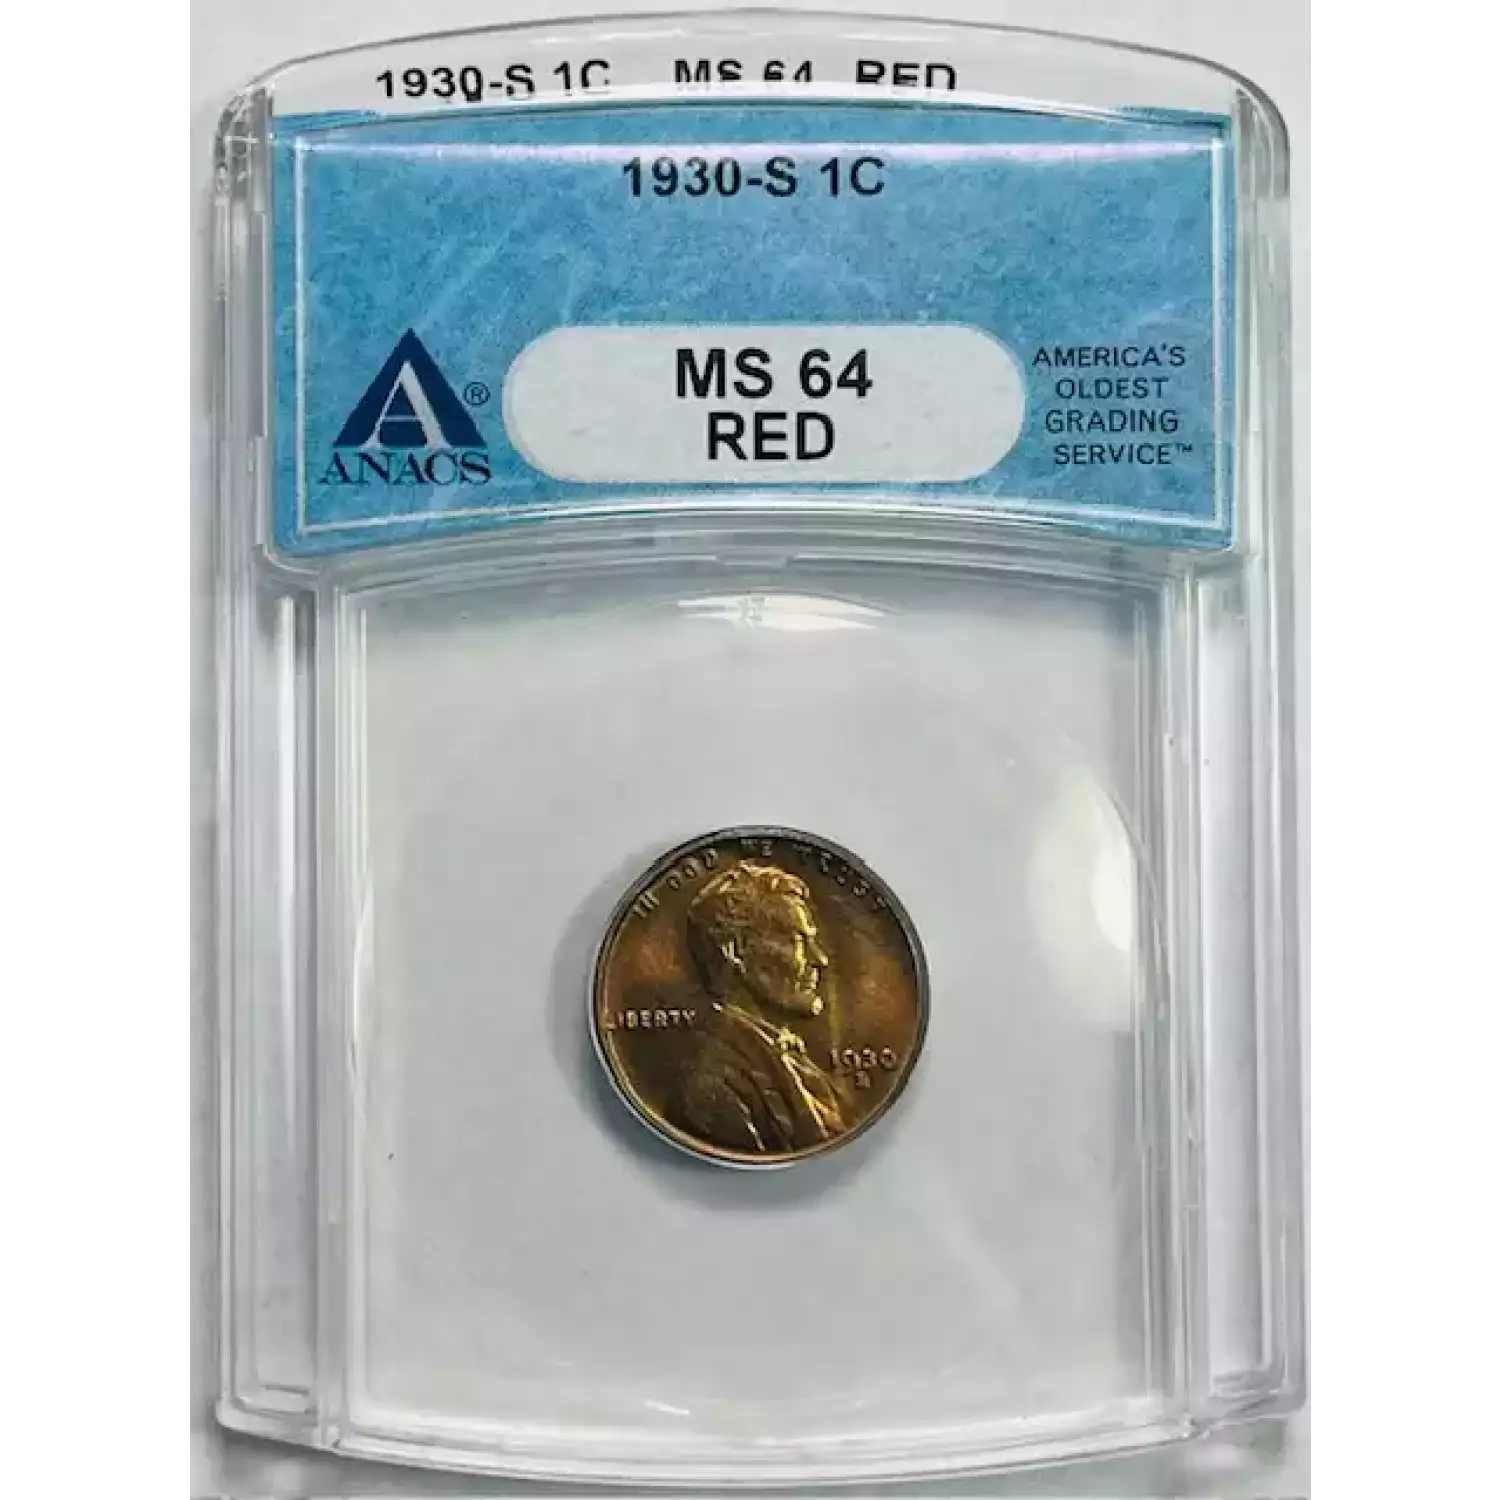 1930-S 1C MS 64 RED
1930-S 1C
MS 64
RED
ANACS®
AMERICA'S
OLDEST
GRADING
SERVICE™
IN GOD WE TRUST
LIBERTY
1930
S